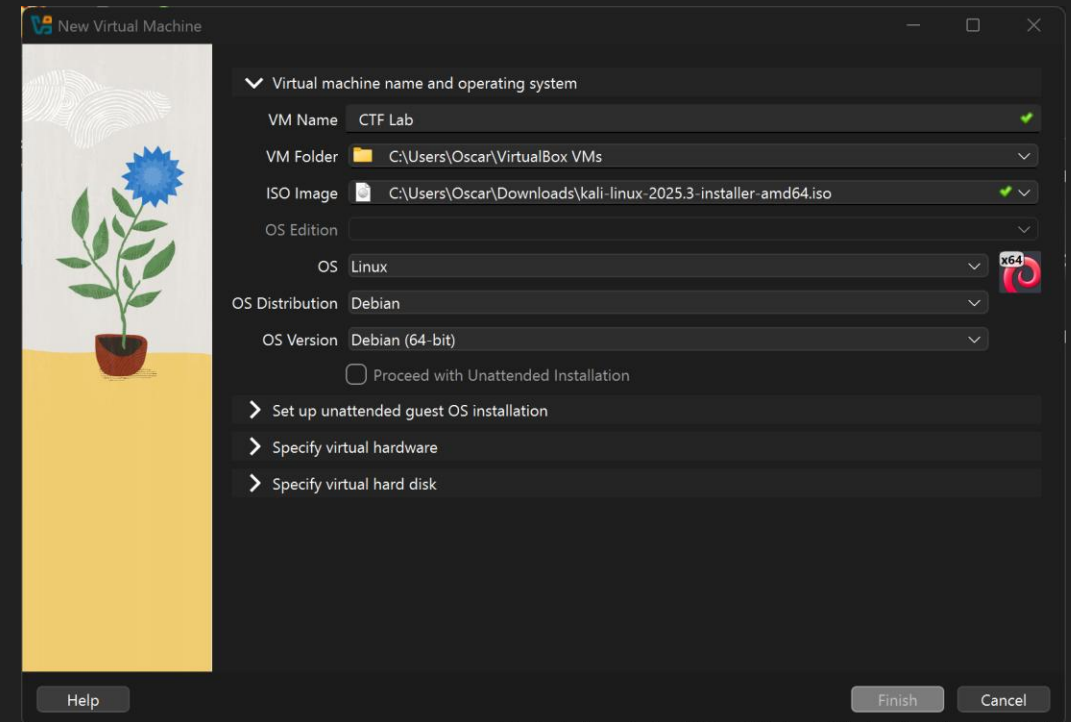 New Virtual Machine
Virtual machine name and operating system
VM Name CTF Lab
VM Folder C:\Users\Oscar\VirtualBox VMs
ISO Image C:\Users\Oscar\Downloads\kali-linux-2025.3-installer-amd64.iso
OS Edition
OS Linux
x64
OS Distribution Debian
OS Version Debian (64-bit)
Proceed with Unattended Installation
Set up unattended guest OS installation
Specify virtual hardware
Specify virtual hard disk
Help Finish Cancel